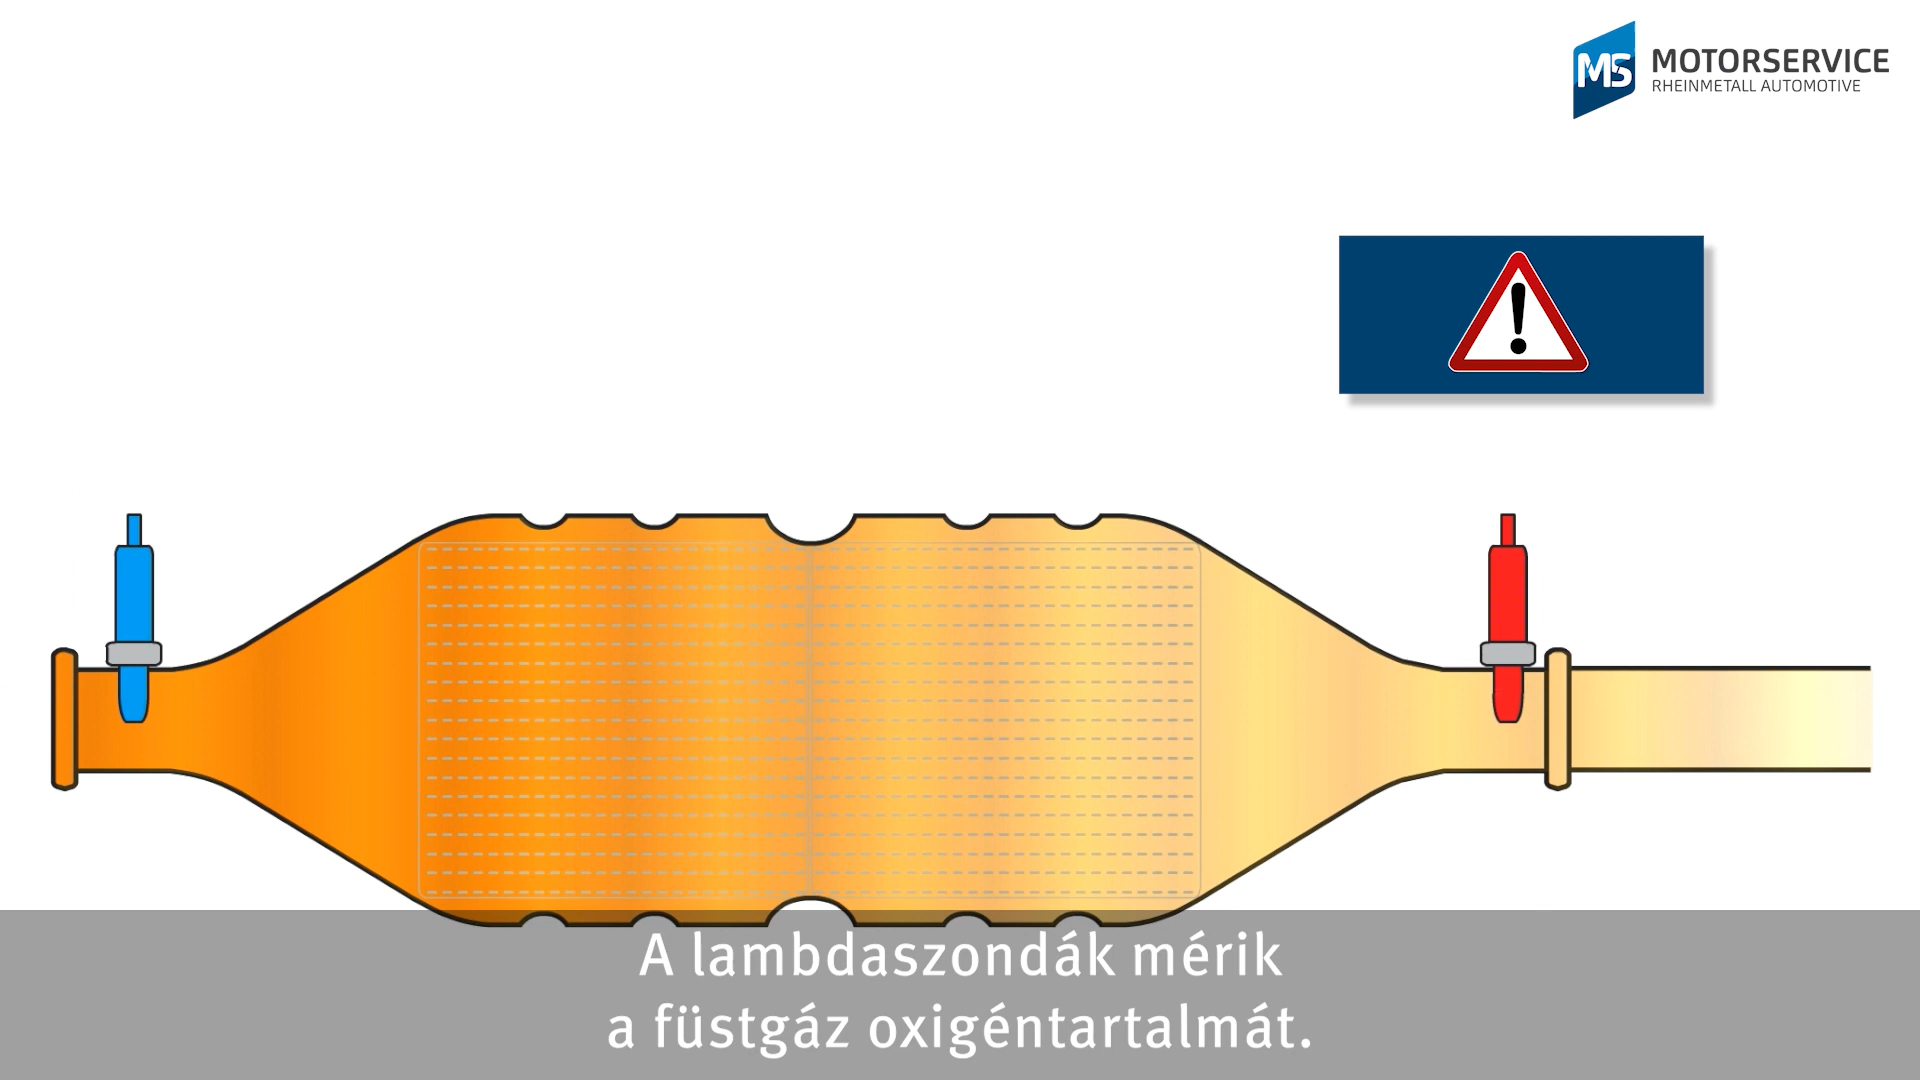 MS MOTORSERVICE
RHEINMETALL AUTOMOTIVE
A lambdaszondák mérik
a füstgáz oxigéntartalmát.